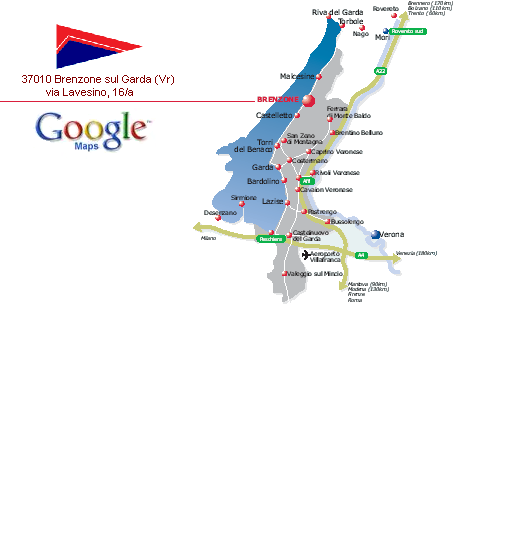 37010 Brenzone sul Garda (Vr)
via Lavesino, 16/a
Google™
Maps
Brennero (170km)
Bolzano (110km)
Trento (60km)
Rovereto
Riva del Garda
Torbole
Nago
Mori
Rovereto sud
A22
Malcesine
BRENZONE
Castelletto
Ferrara
di Monte Baldo
Brentino Belluno
San Zeno
di Montagna
Torri
del Benaco
Caprino Veronese
Costermano
Garda
Rivoli Veronese
Bardolino
Affi
Cavaion Veronese
Sirmione
Lazise
Pastrengo
Desenzano
Bussolengo
Milano
Peschiera
Castelnuovo
del Garda
Verona
Aeroporto
Villafranca
A4
Venezia (180km)
Valeggio sul Mincio
Mantova (90km)
Modena (130km)
Firenze
Roma